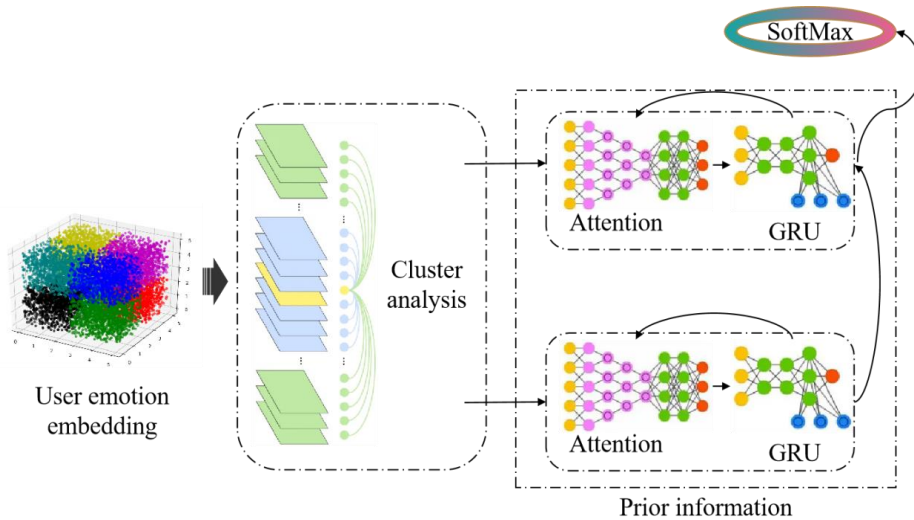 SoftMax
Attention
GRU
Cluster
analysis
User emotion
embedding
Attention
GRU
Prior information